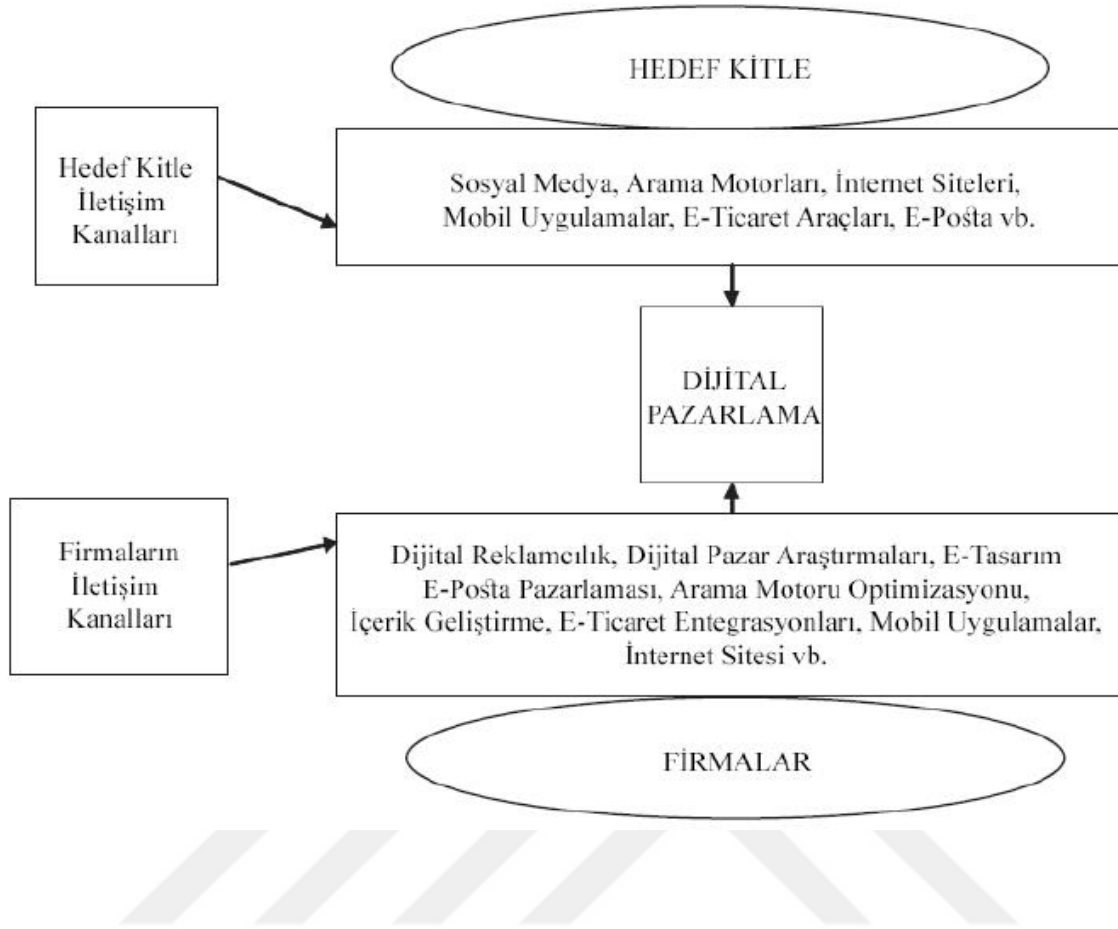 HEDEF KİTLE
Hedef Kitle
İletişim
Kanalları
Sosyal Medya, Arama Motorları, İnternet Siteleri,
Mobil Uygulamalar, E-Ticaret Araçları, E-Posta vb.
DİJİTAL
PAZARLAMA
Firmaların
İletişim
Kanalları
Dijital Reklamcılık, Dijital Pazar Araştırmaları, E-Tasarım
E-Posta Pazarlaması, Arama Motoru Optimizasyonu,
İçerik Geliştirme, E-Ticaret Entegrasyonları, Mobil Uygulamalar,
İnternet Sitesi vb.
FİRMALAR